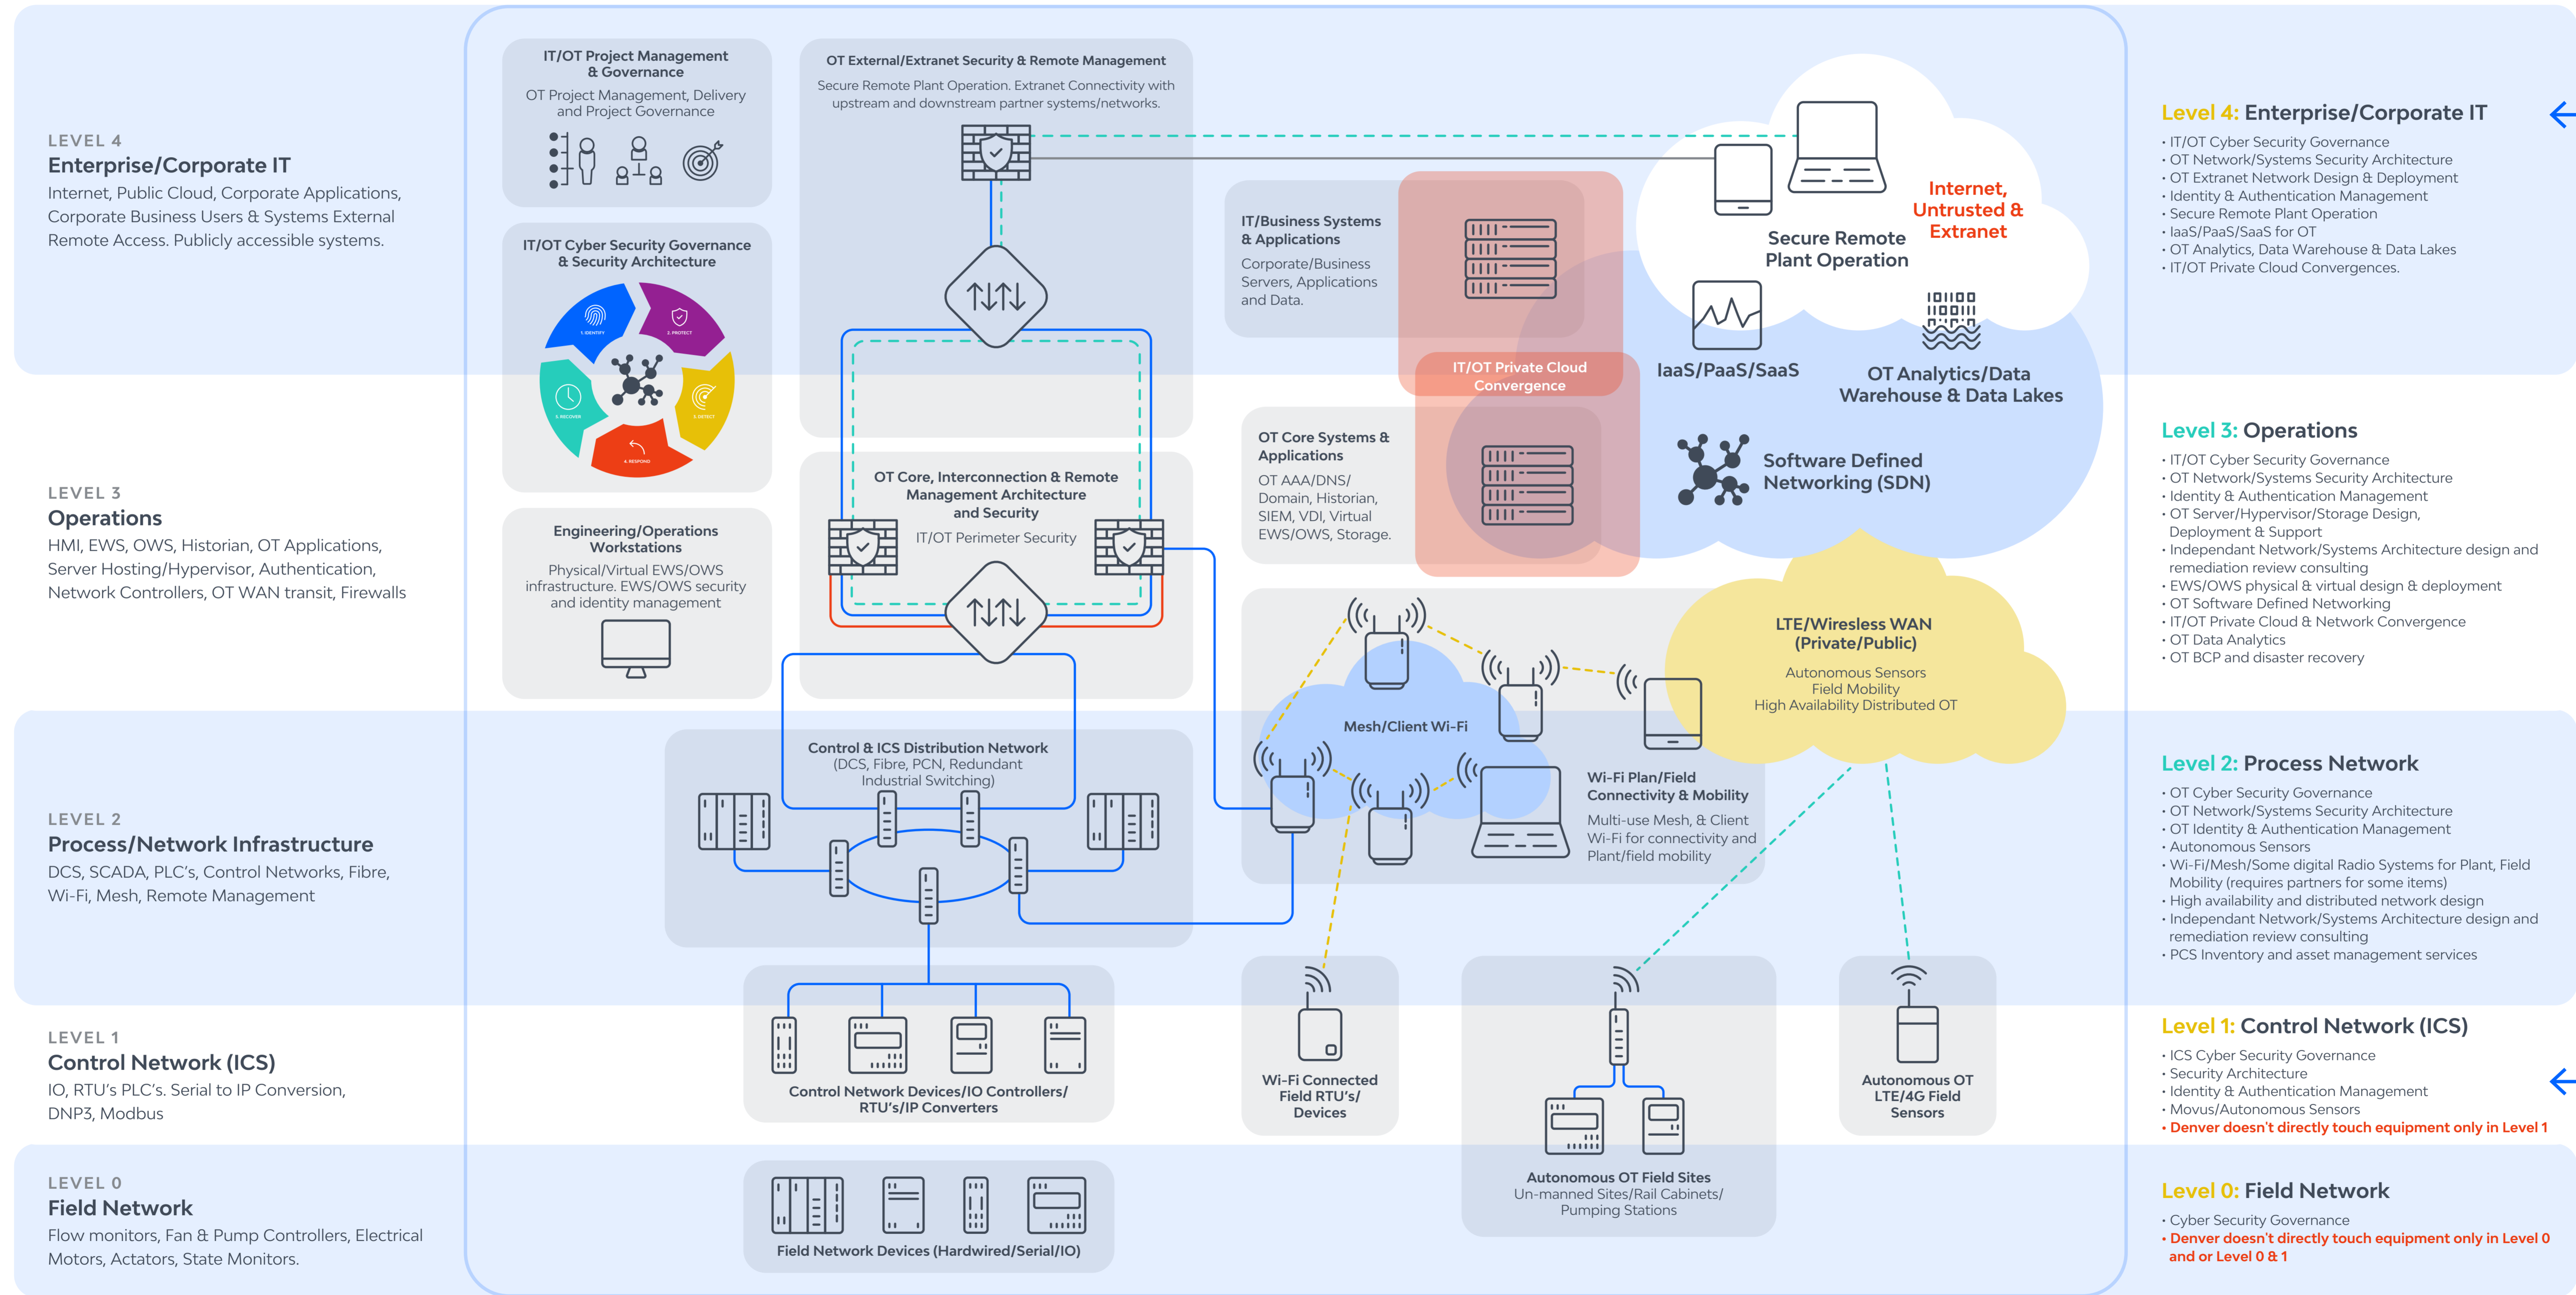 LEVEL 4
Enterprise/Corporate IT
Internet, Public Cloud, Corporate Applications,
Corporate Business Users & Systems External
Remote Access. Publicly accessible systems.
LEVEL 3
Operations
HMI, EWS, OWS, Historian, OT Applications,
Server Hosting/Hypervisor, Authentication,
Network Controllers, OT WAN transit, Firewalls
LEVEL 2
Process/Network Infrastructure
DCS, SCADA, PLC's, Control Networks, Fibre,
Wi-Fi, Mesh, Remote Management
LEVEL 1
Control Network (ICS)
IO, RTU's PLC's. Serial to IP Conversion,
DNP3, Modbus
LEVEL 0
Field Network
Flow monitors, Fan & Pump Controllers, Electrical
Motors, Actators, State Monitors.
IT/OT Project Management
& Governance
OT Project Management, Delivery
and Project Governance
IT/OT Cyber Security Governance
& Security Architecture
1. IDENTIFY
2. PROTECT
3. DETECT
4. RESPOND
5. RECOVER
Engineering/Operations
Workstations
Physical/Virtual EWS/OWS
infrastructure. EWS/OWS security
and identity management
OT External/Extranet Security & Remote Management
Secure Remote Plant Operation. Extranet Connectivity with
upstream and downstream partner systems/networks.
OT Core, Interconnection & Remote
Management Architecture
and Security
IT/OT Perimeter Security
Control & ICS Distribution Network
(DCS, Fibre, PCN, Redundant
Industrial Switching)
Control Network Devices/IO Controllers/
RTU's/IP Converters
Field Network Devices (Hardwired/Serial/IO)
IT/Business Systems
& Applications
Corporate/Business
Servers, Applications
and Data.
IT/OT Private Cloud
Convergence
OT Core Systems &
Applications
OT AAA/DNS/
Domain, Historian,
SIEM, VDI, Virtual
EWS/OWS, Storage.
Internet,
Untrusted &
Extranet
Secure Remote
Plant Operation
IaaS/PaaS/SaaS
OT Analytics/Data
Warehouse & Data Lakes
Software Defined
Networking (SDN)
LTE/Wiresless WAN
(Private/Public)
Autonomous Sensors
Field Mobility
High Availability Distributed OT
Mesh/Client Wi-Fi
Wi-Fi Plan/Field
Connectivity & Mobility
Multi-use Mesh, & Client
Wi-Fi for connectivity and
Plant/field mobility
Wi-Fi Connected
Field RTU's/
Devices
Autonomous OT Field Sites
Un-manned Sites/Rail Cabinets/
Pumping Stations
Autonomous OT
LTE/4G Field
Sensors
Level 4: Enterprise/Corporate IT
• IT/OT Cyber Security Governance
• OT Network/Systems Security Architecture
• OT Extranet Network Design & Deployment
• Identity & Authentication Management
• Secure Remote Plant Operation
• IaaS/PaaS/SaaS for OT
• OT Analytics, Data Warehouse & Data Lakes
• IT/OT Private Cloud Convergences.
Level 3: Operations
• IT/OT Cyber Security Governance
• OT Network/Systems Security Architecture
• Identity & Authentication Management
• OT Server/Hypervisor/Storage Design,
Deployment & Support
• Independant Network/Systems Architecture design and
remediation review consulting
• EWS/OWS physical & virtual design & deployment
• OT Software Defined Networking
• IT/OT Private Cloud & Network Convergence
• OT Data Analytics
• OT BCP and disaster recovery
Level 2: Process Network
• OT Cyber Security Governance
• OT Network/Systems Security Architecture
• OT Identity & Authentication Management
• Autonomous Sensors
• Wi-Fi/Mesh/Some digital Radio Systems for Plant, Field
Mobility (requires partners for some items)
• High availability and distributed network design
• Independant Network/Systems Architecture design and
remediation review consulting
• PCS Inventory and asset management services
Level 1: Control Network (ICS)
• ICS Cyber Security Governance
• Security Architecture
• Identity & Authentication Management
• Movus/Autonomous Sensors
• Denver doesn't directly touch equipment only in Level 1
Level 0: Field Network
• Cyber Security Governance
• Denver doesn't directly touch equipment only in Level 0
and or Level 0 & 1